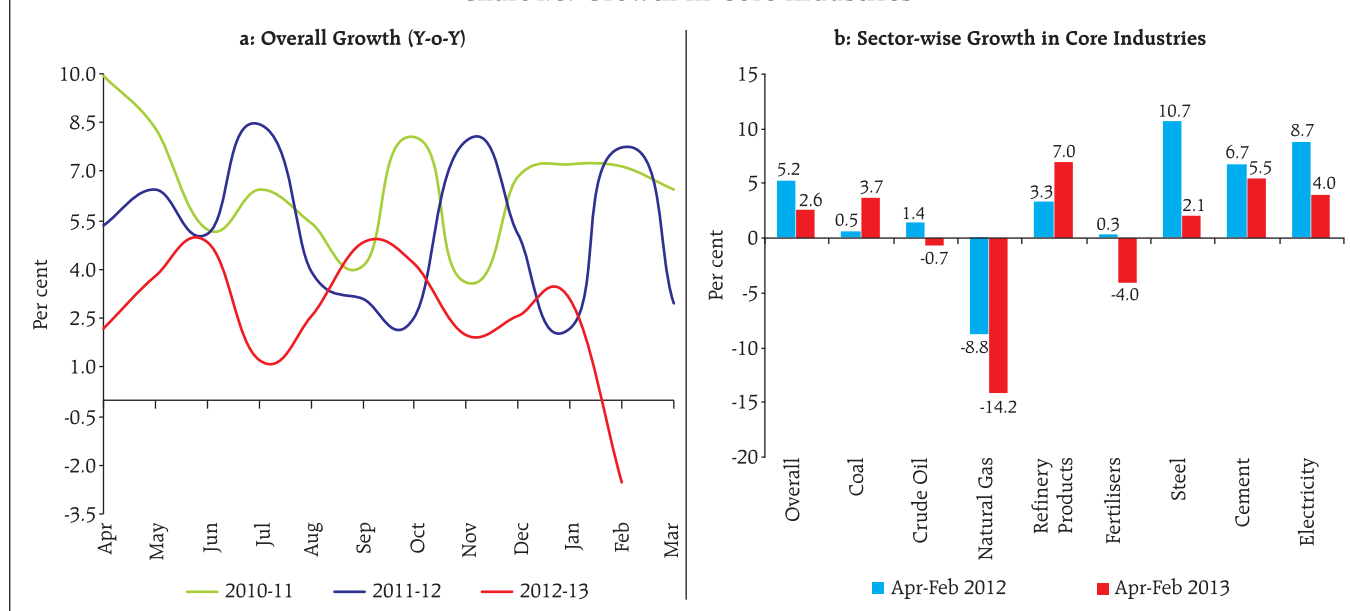 a: Overall Growth (Y-o-Y)
Per cent
10.0
8.5
7.0
5.5
4.0
2.5
1.0
-0.5
-2.0
-3.5
Apr
May
Jun
Jul
Aug
Sep
Oct
Nov
Dec
Jan
Feb
Mar
2010-11 2011-12 2012-13
b: Sector-wise Growth in Core Industries
Per cent
15
10
5
0
-5
-10
-15
-20
5.2
2.6
0.5
3.7
1.4
-0.7
-8.8
-14.2
3.3
7.0
0.3
-4.0
10.7
2.1
6.7
5.5
8.7
4.0
Overall
Coal
Crude Oil
Natural Gas
Refinery
Products
Fertilisers
Steel
Cement
Electricity
Apr-Feb 2012 Apr-Feb 2013